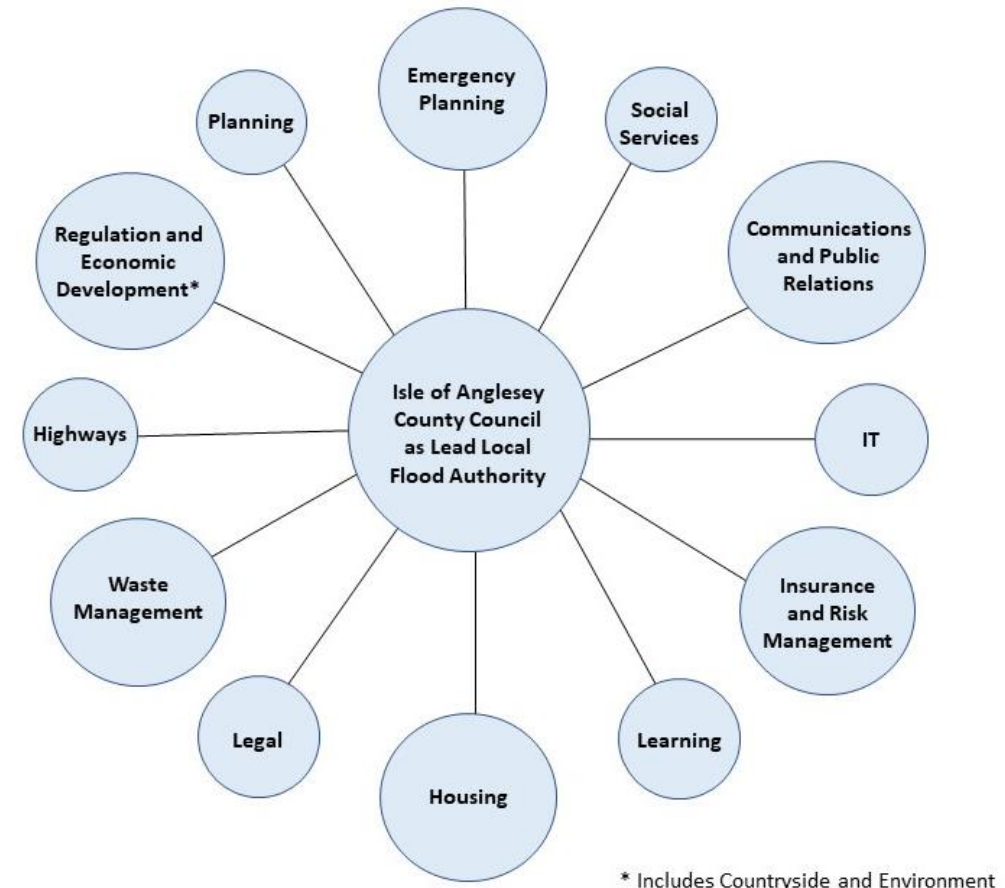 Emergency
Planning
Planning
Social
Services
Regulation and
Economic
Development*
Communications
and Public
Relations
Isle of Anglesey
County Council
as Lead Local
Flood Authority
Highways
IT
Waste
Management
Insurance
and Risk
Management
Legal
Learning
Housing
* Includes Countryside and Environment